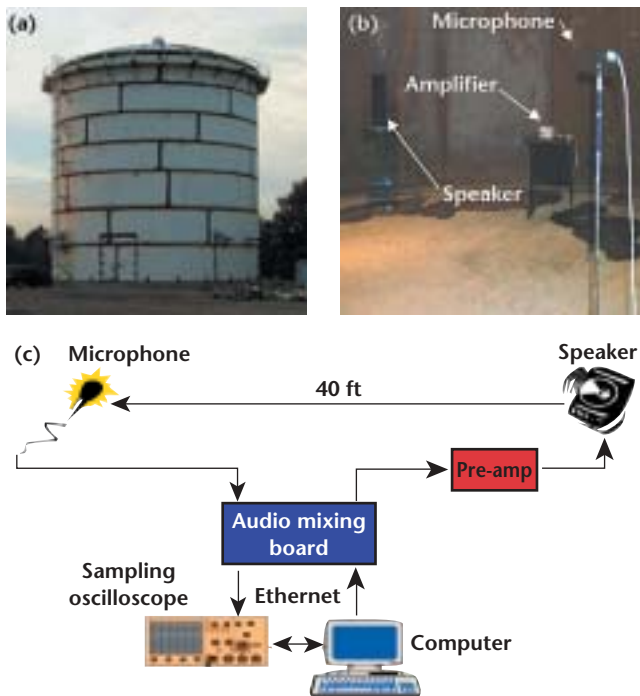 (a)
(b)
Microphone
Amplifier
Speaker
(c)
Microphone
Speaker
40 ft
Pre-amp
Audio mixing
board
Sampling
oscilloscope
Ethernet
Computer